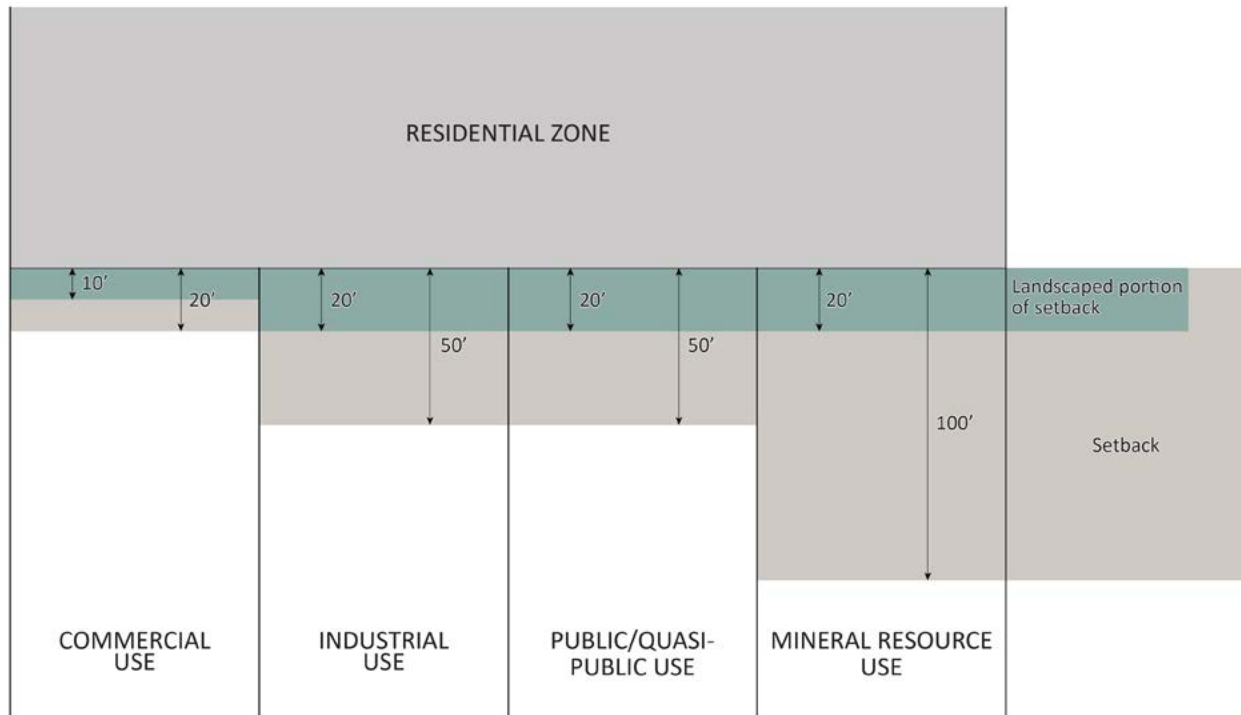 RESIDENTIAL ZONE
10’
20’
20’
50’
20’
50’
20’
100’
Landscaped portion
of setback
Setback
COMMERCIAL
USE
INDUSTRIAL
USE
PUBLIC/QUASI-
PUBLIC USE
MINERAL RESOURCE
USE